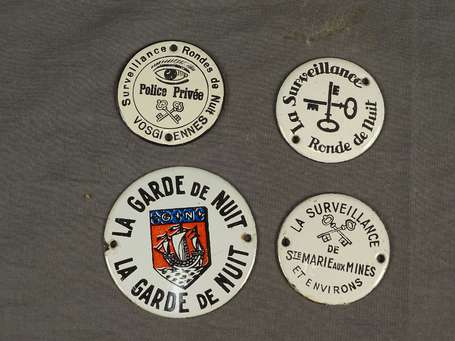 Surveillance Rondes de Nuit
Police Privée
VOSGIENNES
La Surveillance
Ronde de Nuit
LA GARDE DE NUIT
LA GARDE DE NUIT
LA SURVEILLANCE
DE
STE MARIE AUX MINES
ET ENVIRONS